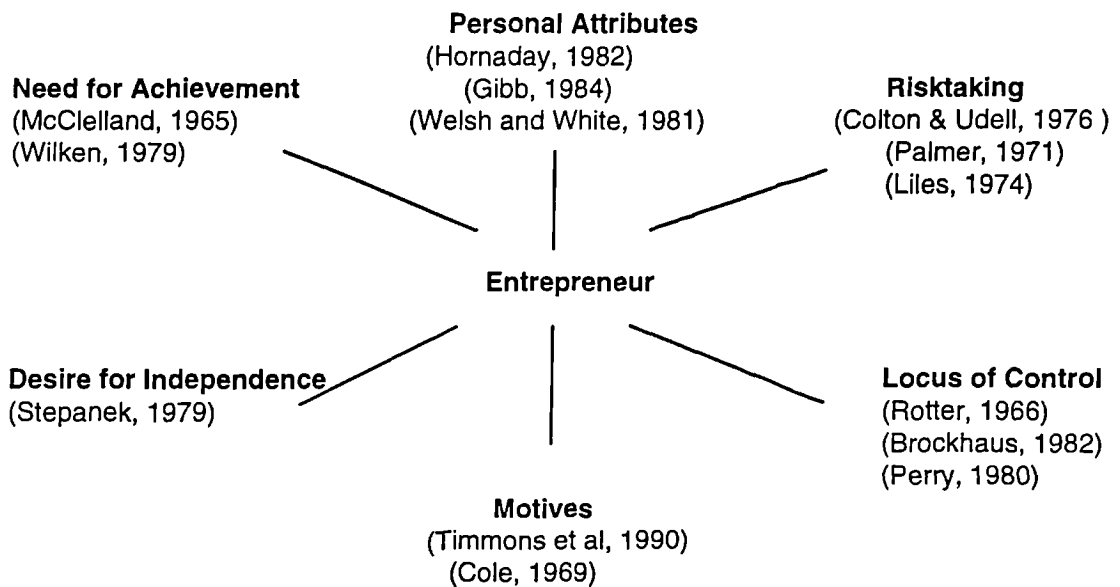 Personal Attributes
(Hornaday, 1982)
(Gibb, 1984)
(Welsh and White, 1981)
Need for Achievement
(McClelland, 1965)
(Wilken, 1979)
Risktaking
(Colton & Udell, 1976 )
(Palmer, 1971)
(Liles, 1974)
Entrepreneur
Desire for Independence
(Stepanek, 1979)
Locus of Control
(Rotter, 1966)
(Brockhaus, 1982)
(Perry, 1980)
Motives
(Timmons et al, 1990)
(Cole, 1969)